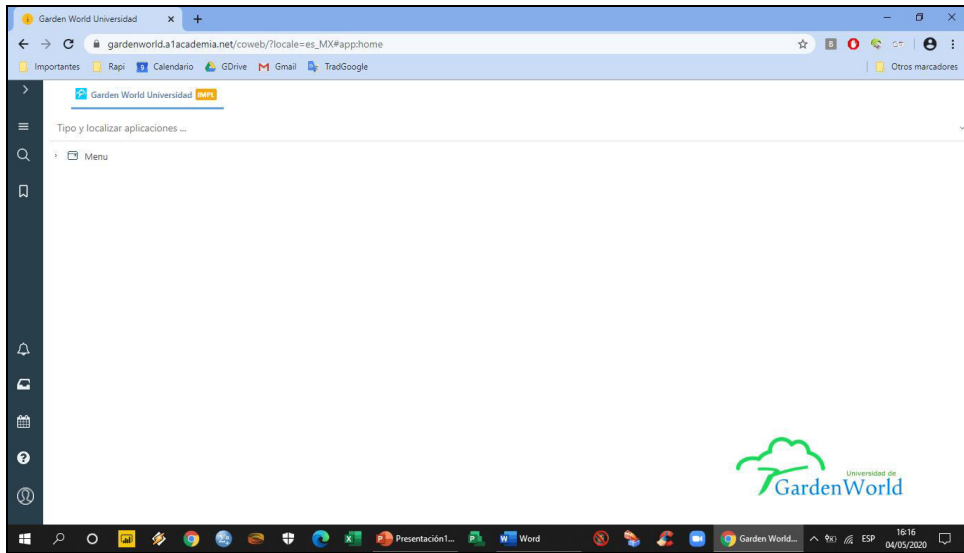 Garden World Universidad
gardenworld.a1academia.net/coweb/?locale=es_MX#app:home
Importantes Rapi Calendario GDrive Gmail TradGoogle Otros marcadores
Garden World Universidad IMPL
Tipo y localizar aplicaciones ...
Menu
Universidad de
GardenWorld
Presentación1... Word Garden World... ESP 16:16
04/05/2020